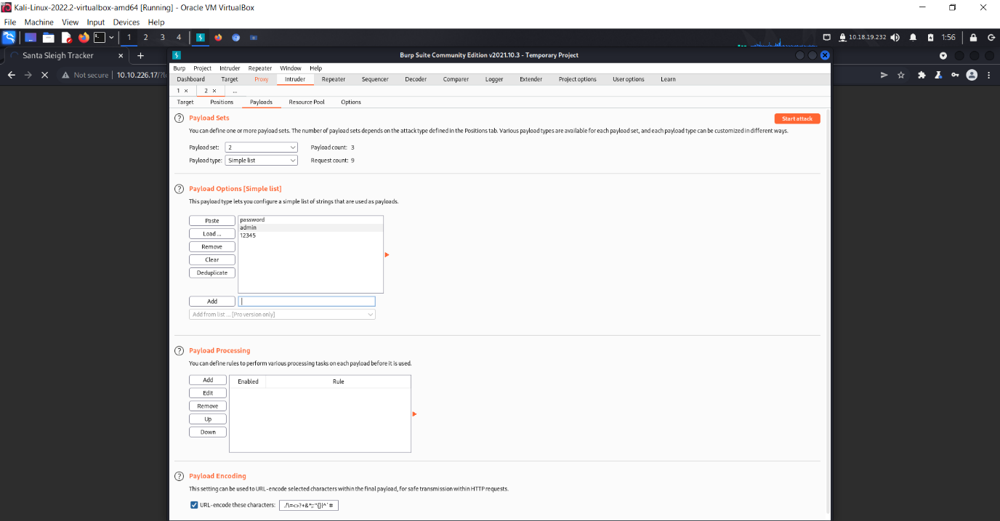 Kali-Linux-2022.2-virtualbox-amd64 [Running] - Oracle VM VirtualBox
File Machine View Input Devices Help
1 2 3 4 10.18.19.232 1:56
Santa Sleigh Tracker
Burp Suite Community Edition v2021.10.3 - Temporary Project
Not secure 10.10.226.17/?l
Burp Project Intruder Repeater Window Help
Dashboard Target Proxy Intruder Repeater Sequencer Decoder Comparer Logger Extender Project options User options Learn
1 × 2 × ...
Target Positions Payloads Resource Pool Options
? Payload Sets
Start attack
You can define one or more payload sets. The number of payload sets depends on the attack type defined in the Positions tab. Various payload types are available for each payload set, and each payload type can be customized in different ways.
Payload set: 2 Payload count: 3
Payload type: Simple list Request count: 9
? Payload Options [Simple list]
This payload type lets you configure a simple list of strings that are used as payloads.
Paste
Load ...
Remove
Clear
Deduplicate
password
admin
12345
Add
Add from list ... [Pro version only]
? Payload Processing
You can define rules to perform various processing tasks on each payload before it is used.
Add
Edit
Remove
Up
Down
Enabled Rule
? Payload Encoding
This setting can be used to URL-encode selected characters within the final payload, for safe transmission within HTTP requests.
URL-encode these characters: ./\=<>?+&*;:"{}|^`#